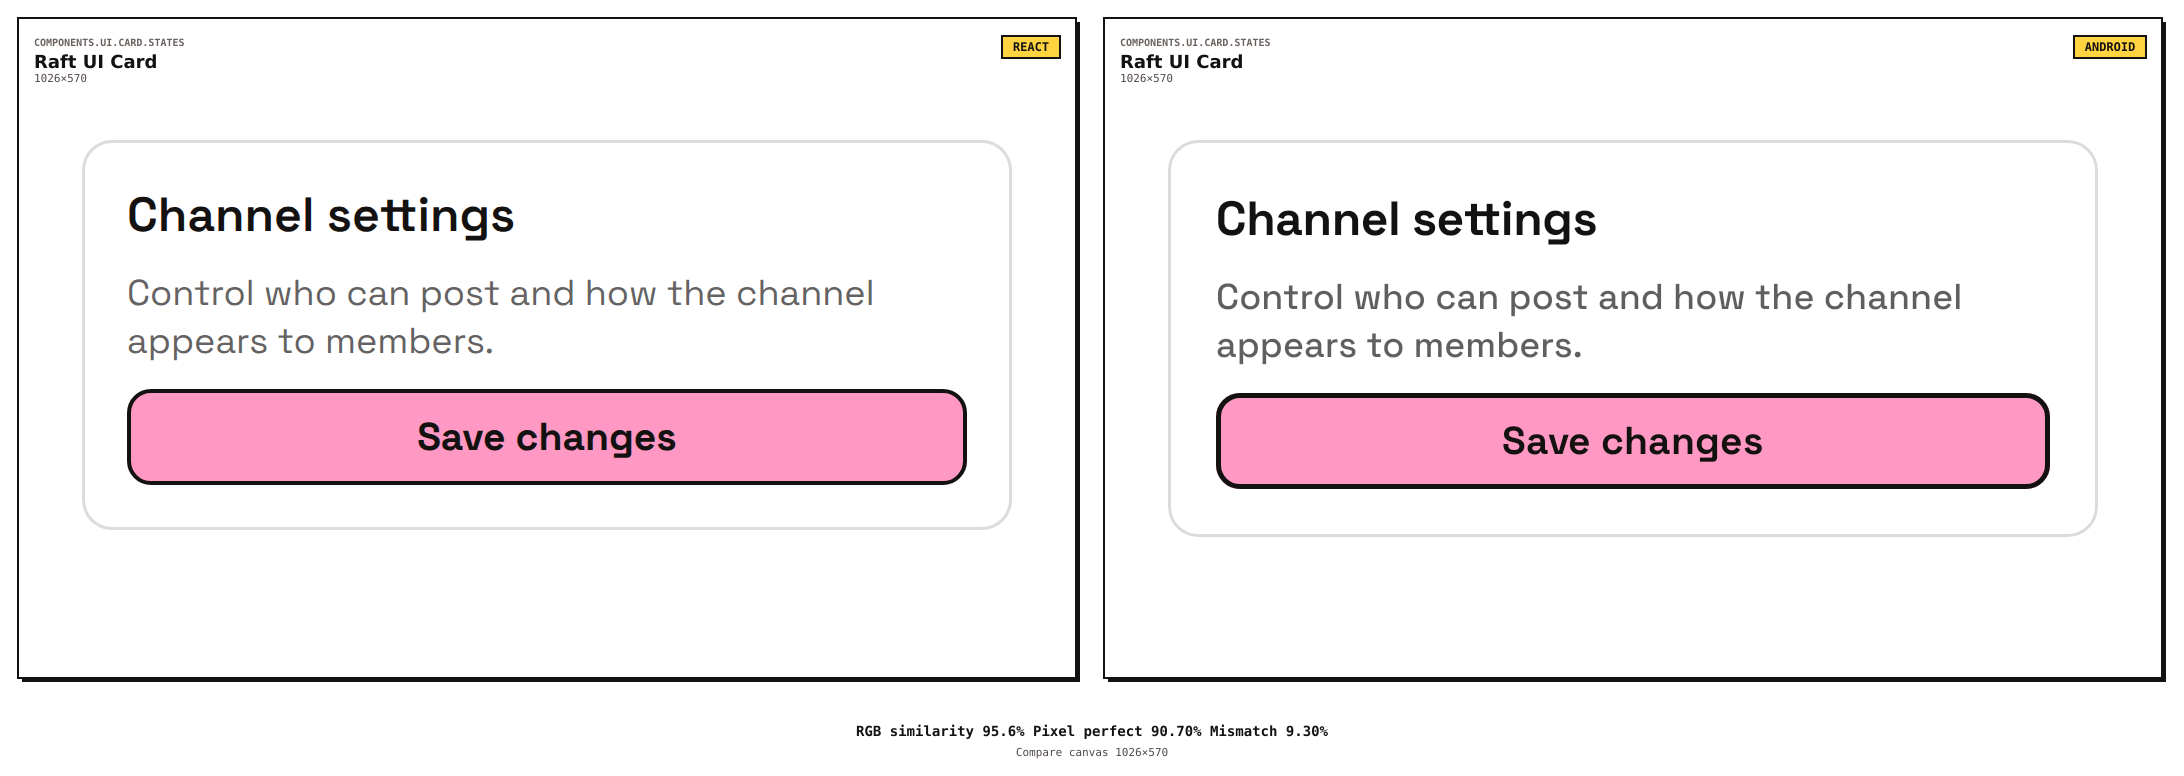 COMPONENTS.UI.CARD.STATES
Raft UI Card
1026×570
REACT
Channel settings
Control who can post and how the channel
appears to members.
Save changes
COMPONENTS.UI.CARD.STATES
Raft UI Card
1026×570
ANDROID
Channel settings
Control who can post and how the channel
appears to members.
Save changes
RGB similarity 95.6% Pixel perfect 90.70% Mismatch 9.30%
Compare canvas 1026×570